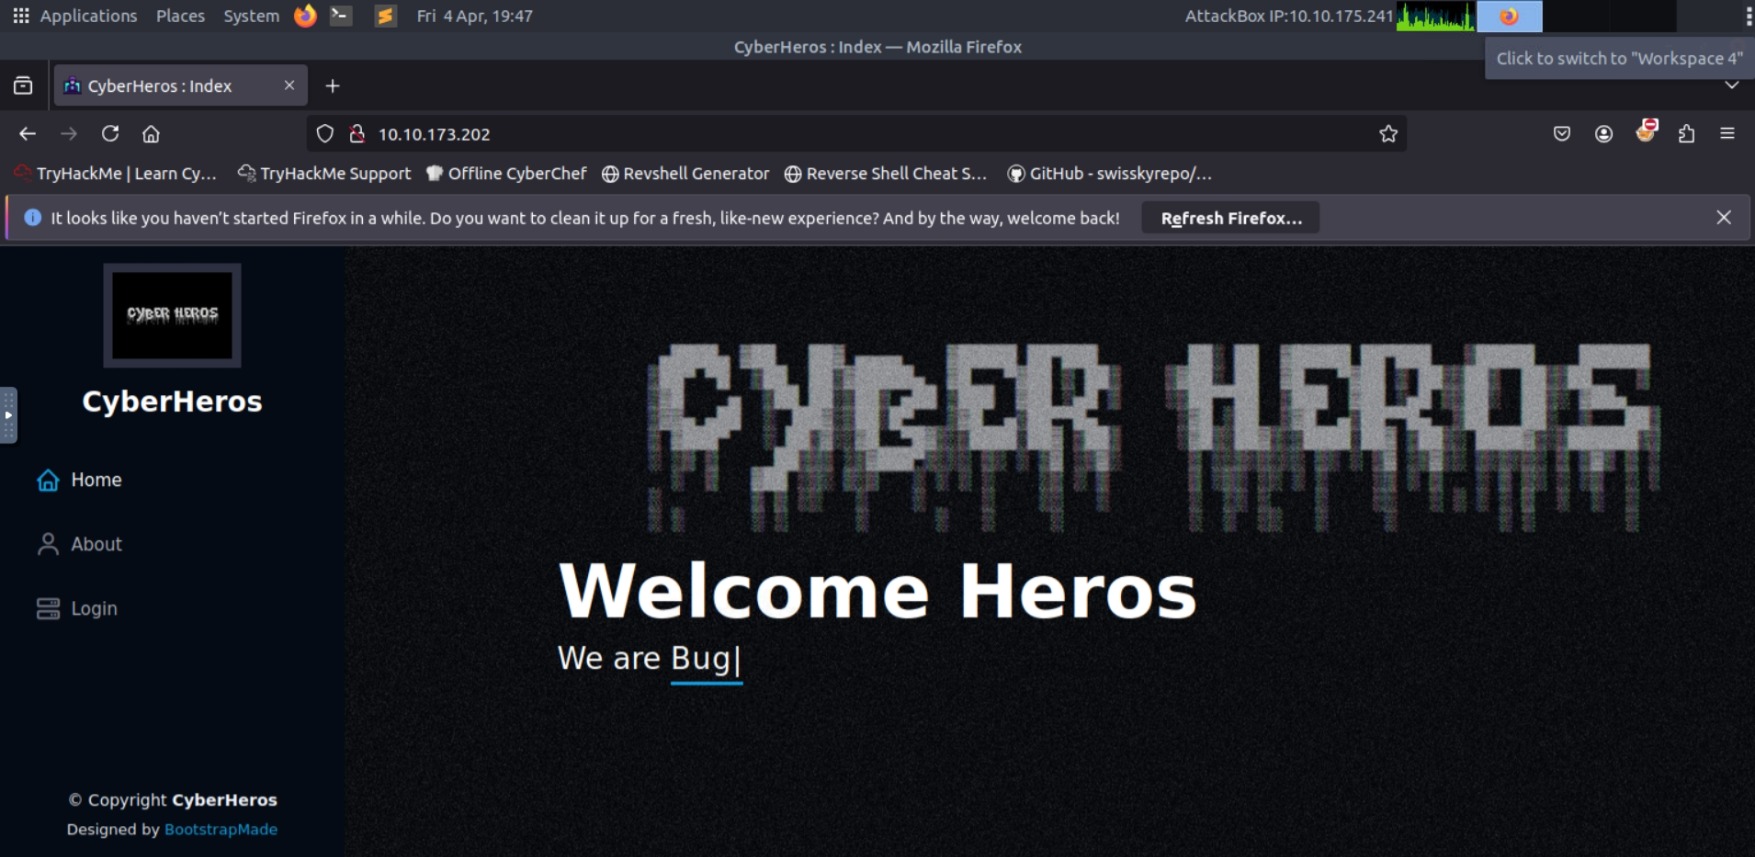 Applications Places System Fri 4 Apr, 19:47 AttackBox IP:10.10.175.241
CyberHeros : Index — Mozilla Firefox
Click to switch to "Workspace 4"
CyberHeros : Index
10.10.173.202
TryHackMe | Learn Cy... TryHackMe Support Offline CyberChef Revshell Generator Reverse Shell Cheat S... GitHub - swisskyrepo/...
It looks like you haven't started Firefox in a while. Do you want to clean it up for a fresh, like-new experience? And by the way, welcome back! Refresh Firefox...
CYBER HEROS
CyberHeros
Home
About
Login
© Copyright CyberHeros
Designed by BootstrapMade
CYBER HEROS
Welcome Heros
We are Bug|